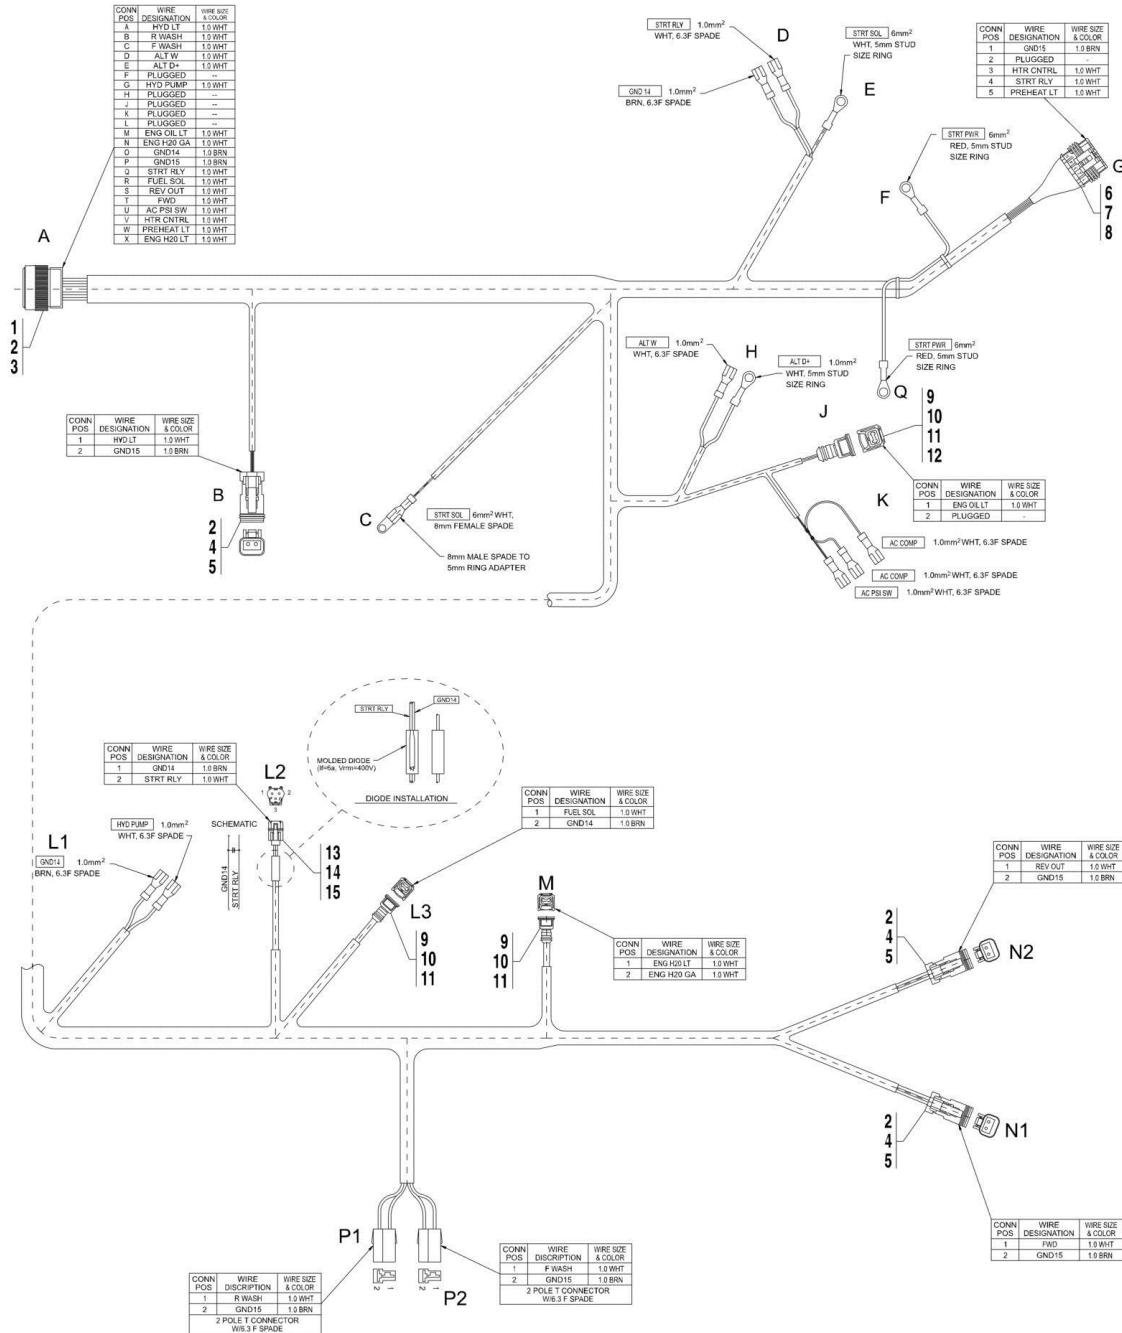 CONN POS WIRE DESIGNATION WIRE SIZE & COLOR
A HYD LT 1.0 WHT
B R WASH 1.0 WHT
C F WASH 1.0 WHT
D ALT W 1.0 WHT
E ALT D+ 1.0 WHT
F PLUGGED --
G HYD PUMP 1.0 WHT
H PLUGGED --
J PLUGGED --
K PLUGGED --
L PLUGGED --
M ENG OIL LT 1.0 WHT
N ENG H20 GA 1.0 WHT
O GND14 1.0 BRN
P GND15 1.0 BRN
Q STRT RLY 1.0 WHT
R FUEL SOL 1.0 WHT
S REV OUT 1.0 WHT
T FWD 1.0 WHT
U AC PSI SW 1.0 WHT
V HTR CNTRL 1.0 WHT
W PREHEAT LT 1.0 WHT
X ENG H20 LT 1.0 WHT
A
1
2
3
STRT RLY 1.0mm²
WHT, 6.3F SPADE
D
GND 14 1.0mm²
BRN, 6.3F SPADE
STRT SOL 6mm²
WHT, 5mm STUD
SIZE RING
E
CONN POS WIRE DESIGNATION WIRE SIZE & COLOR
1 GND15 1.0 BRN
2 PLUGGED -
3 HTR CNTRL 1.0 WHT
4 STRT RLY 1.0 WHT
5 PREHEAT LT 1.0 WHT
STRT PWR 6mm²
RED, 5mm STUD
SIZE RING
F
G
6
7
8
ALT W 1.0mm²
WHT, 6.3F SPADE
H
ALT D+ 1.0mm²
WHT, 5mm STUD
SIZE RING
STRT PWR 6mm²
RED, 5mm STUD
SIZE RING
Q
J
9
10
11
12
CONN POS WIRE DESIGNATION WIRE SIZE & COLOR
1 HYD LT 1.0 WHT
2 GND15 1.0 BRN
B
2
4
5
C
STRT SOL 6mm² WHT,
8mm FEMALE SPADE
8mm MALE SPADE TO
5mm RING ADAPTER
K
CONN POS WIRE DESIGNATION WIRE SIZE & COLOR
1 ENG OIL LT 1.0 WHT
2 PLUGGED -
AC COMP 1.0mm² WHT, 6.3F SPADE
AC COMP 1.0mm² WHT, 6.3F SPADE
AC PSI SW 1.0mm² WHT, 6.3F SPADE
STRT RLY
GND14
MOLDED DIODE
(If=6a, Vrrm=400V)
DIODE INSTALLATION
CONN POS WIRE DESIGNATION WIRE SIZE & COLOR
1 GND14 1.0 BRN
2 STRT RLY 1.0 WHT
L2
1 2
3
SCHEMATIC
GND14
STRT RLY
13
14
15
HYD PUMP 1.0mm²
WHT, 6.3F SPADE
L1
GND14 1.0mm²
BRN, 6.3F SPADE
CONN POS WIRE DESIGNATION WIRE SIZE & COLOR
1 FUEL SOL 1.0 WHT
2 GND14 1.0 BRN
L3
9
10
11
M
9
10
11
CONN POS WIRE DESIGNATION WIRE SIZE & COLOR
1 ENG H20 LT 1.0 WHT
2 ENG H20 GA 1.0 WHT
CONN POS WIRE DESIGNATION WIRE SIZE & COLOR
1 REV OUT 1.0 WHT
2 GND15 1.0 BRN
2
4
5
N2
2
4
5
N1
CONN POS WIRE DESIGNATION WIRE SIZE & COLOR
1 FWD 1.0 WHT
2 GND15 1.0 BRN
P1
2 1
2 1
P2
CONN POS WIRE DISCRIPTION WIRE SIZE & COLOR
1 R WASH 1.0 WHT
2 GND15 1.0 BRN
2 POLE T CONNECTOR
W/6.3 F SPADE
CONN POS WIRE DISCRIPTION WIRE SIZE & COLOR
1 F WASH 1.0 WHT
2 GND15 1.0 BRN
2 POLE T CONNECTOR
W/6.3 F SPADE